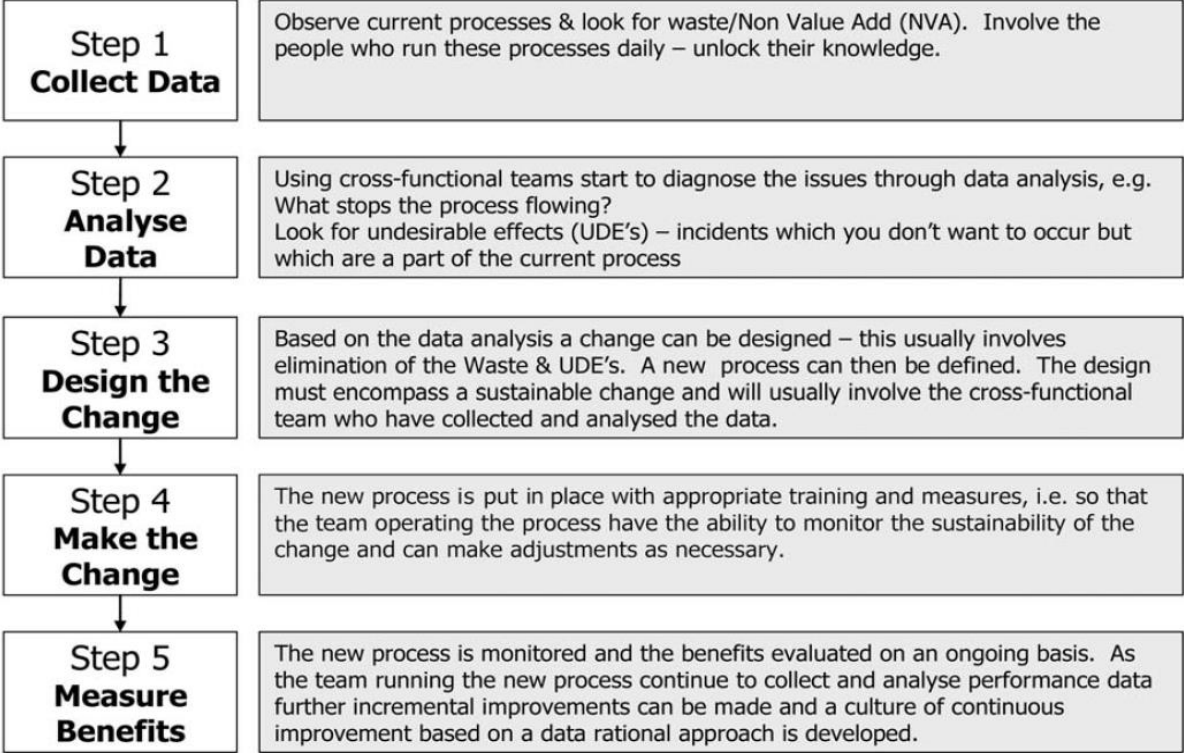 Step 1
Collect Data
Observe current processes & look for waste/Non Value Add (NVA).  Involve the
people who run these processes daily – unlock their knowledge.
Step 2
Analyse
Data
Using cross-functional teams start to diagnose the issues through data analysis, e.g.
What stops the process flowing?
Look for undesirable effects (UDE's) – incidents which you don't want to occur but
which are a part of the current process
Step 3
Design the
Change
Based on the data analysis a change can be designed – this usually involves
elimination of the Waste & UDE's.  A new  process can then be defined.  The design
must encompass a sustainable change and will usually involve the cross-functional
team who have collected and analysed the data.
Step 4
Make the
Change
The new process is put in place with appropriate training and measures, i.e. so that
the team operating the process have the ability to monitor the sustainability of the
change and can make adjustments as necessary.
Step 5
Measure
Benefits
The new process is monitored and the benefits evaluated on an ongoing basis.  As
the team running the new process continue to collect and analyse performance data
further incremental improvements can be made and a culture of continuous
improvement based on a data rational approach is developed.